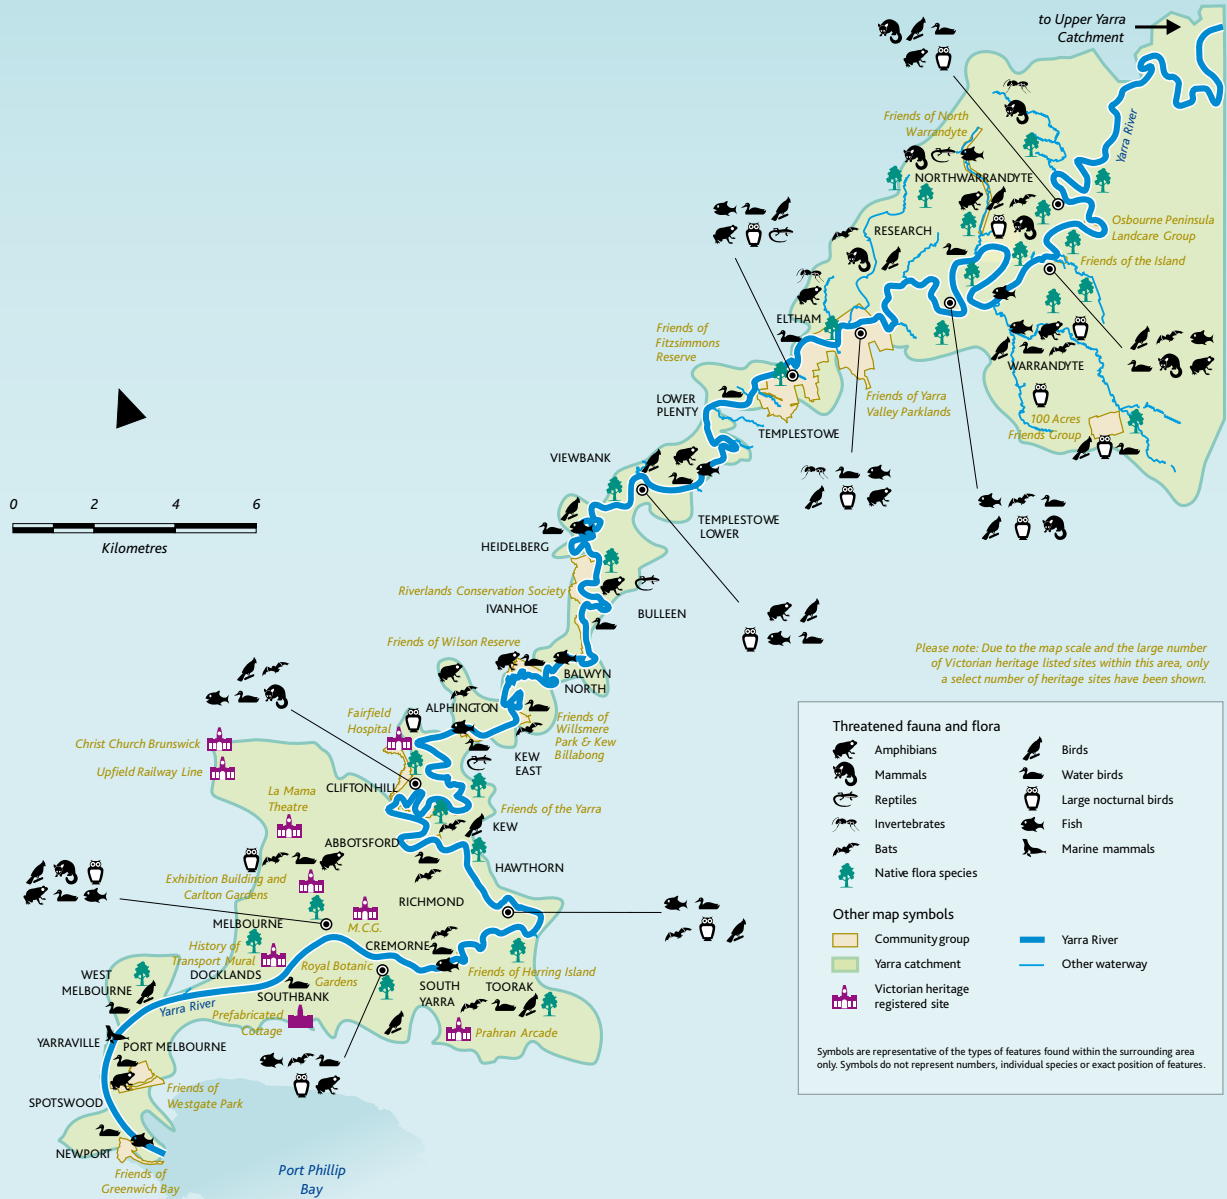 to Upper Yarra
Catchment
Yarra River
Friends of North
Warrandyte
NORTHWARRANDYTE
Osbourne Peninsula
Landcare Group
RESEARCH
Friends of the Island
ELTHAM
Friends of
Fitzsimmons
Reserve
WARRANDYTE
LOWER
PLENTY
Friends of Yarra
Valley Parklands
100 Acres
Friends Group
TEMPLESTOWE
VIEWBANK
0 2 4 6
Kilometres
TEMPLESTOWE
LOWER
HEIDELBERG
Riverlands Conservation Society
IVANHOE
BULLEEN
Friends of Wilson Reserve
BALWYN
NORTH
Please note: Due to the map scale and the large number
of Victorian heritage listed sites within this area, only
a select number of heritage sites have been shown.
ALPHINGTON
Fairfield
Hospital
Friends of
Willsmere
Park & Kew
Billabong
Christ Church Brunswick
Upfield Railway Line
KEW
EAST
CLIFTON HILL
La Mama
Theatre
Friends of the Yarra
KEW
ABBOTSFORD
HAWTHORN
Exhibition Building and
Carlton Gardens
RICHMOND
MELBOURNE
M.C.G.
CREMORNE
History of
Transport Mural
DOCKLANDS
Royal Botanic
Gardens
Friends of Herring Island
WEST
MELBOURNE
SOUTHBANK
SOUTH
YARRA
TOORAK
Yarra River
Prefabricated
Cottage
Prahran Arcade
YARRAVILLE
PORT MELBOURNE
Friends of
Westgate Park
SPOTSWOOD
NEWPORT
Friends of
Greenwich Bay
Port Phillip
Bay
Threatened fauna and flora
Amphibians
Birds
Mammals
Water birds
Reptiles
Large nocturnal birds
Invertebrates
Fish
Bats
Marine mammals
Native flora species
Other map symbols
Community group
Yarra River
Yarra catchment
Other waterway
Victorian heritage
registered site
Symbols are representative of the types of features found within the surrounding area
only. Symbols do not represent numbers, individual species or exact position of features.